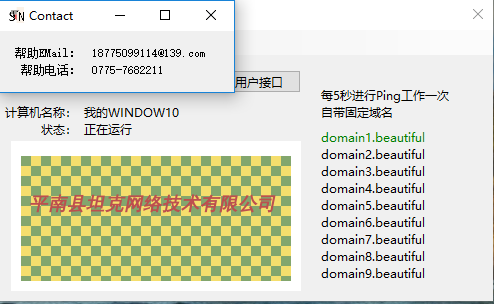 Contact
帮助EMail: 18775099114@139.com
帮助电话: 0775-7682211
用户接口
每5秒进行Ping工作一次
自带固定域名
计算机名称: 我的WINDOW10
状态: 正在运行
平南县坦克网络技术有限公司
domain1.beautiful
domain2.beautiful
domain3.beautiful
domain4.beautiful
domain5.beautiful
domain6.beautiful
domain7.beautiful
domain8.beautiful
domain9.beautiful